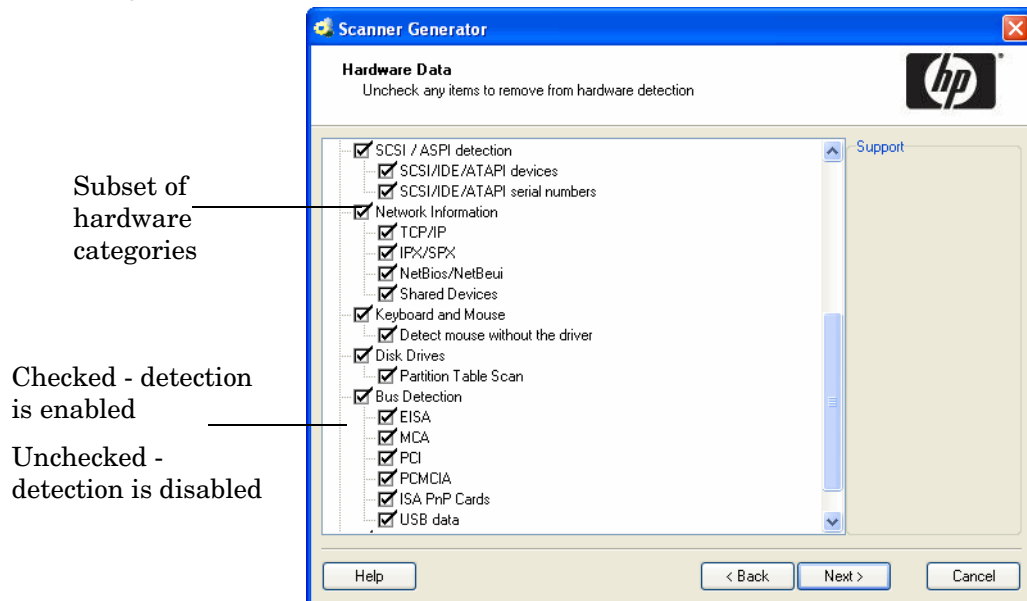 Scanner Generator
Hardware Data
Uncheck any items to remove from hardware detection
hp
SCSI / ASPI detection
SCSI/IDE/ATAPI devices
SCSI/IDE/ATAPI serial numbers
Network Information
TCP/IP
IPX/SPX
NetBios/NetBeui
Shared Devices
Keyboard and Mouse
Detect mouse without the driver
Disk Drives
Partition Table Scan
Bus Detection
EISA
MCA
PCI
PCMCIA
ISA PnP Cards
USB data
Support
Subset of
hardware
categories
Checked - detection
is enabled
Unchecked -
detection is disabled
Help
< Back
Next >
Cancel